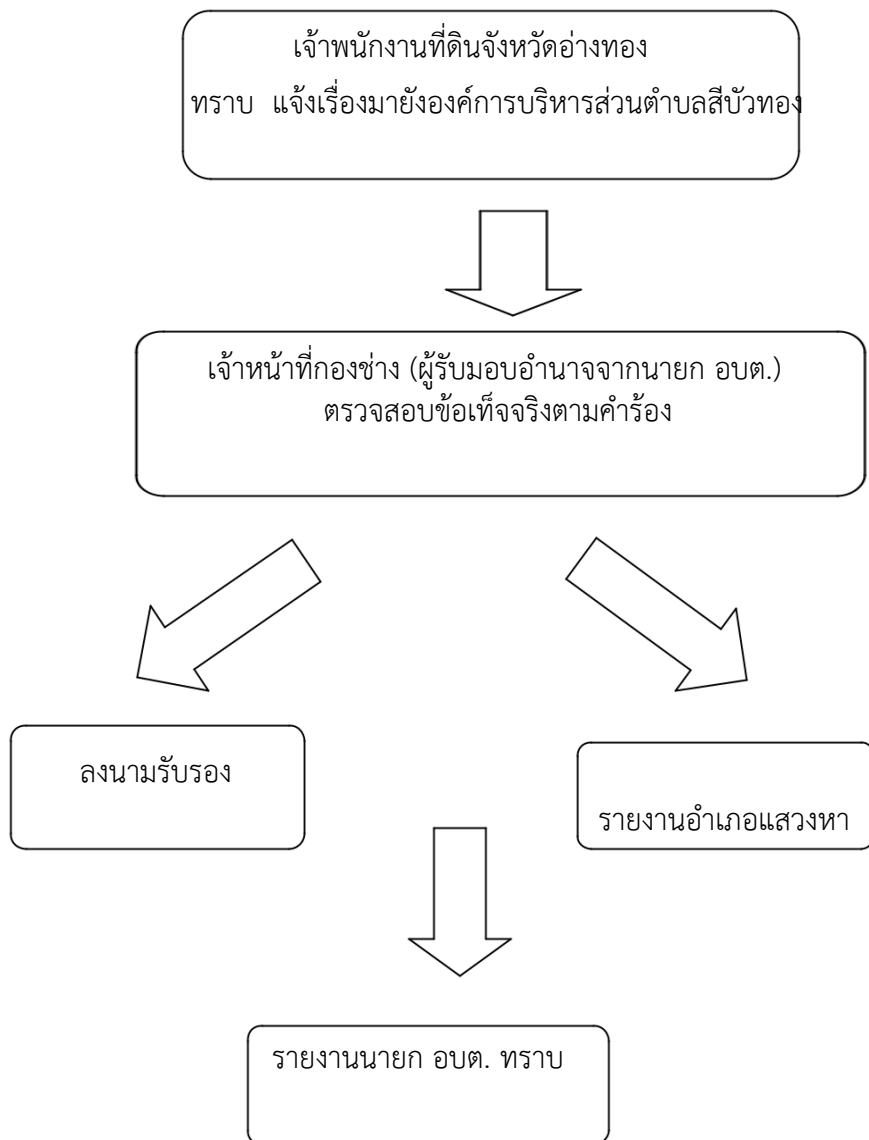 เจ้าพนักงานที่ดินจังหวัดอ่างทอง
ทราบ แจ้งเรื่องมายังองค์การบริหารส่วนตำบลสีบัวทอง
เจ้าหน้าที่กองช่าง (ผู้รับมอบอำนาจจากนายก อบต.)
ตรวจสอบข้อเท็จจริงตามคำร้อง
ลงนามรับรอง
รายงานอำเภอแสวงหา
รายงานนายก อบต. ทราบ